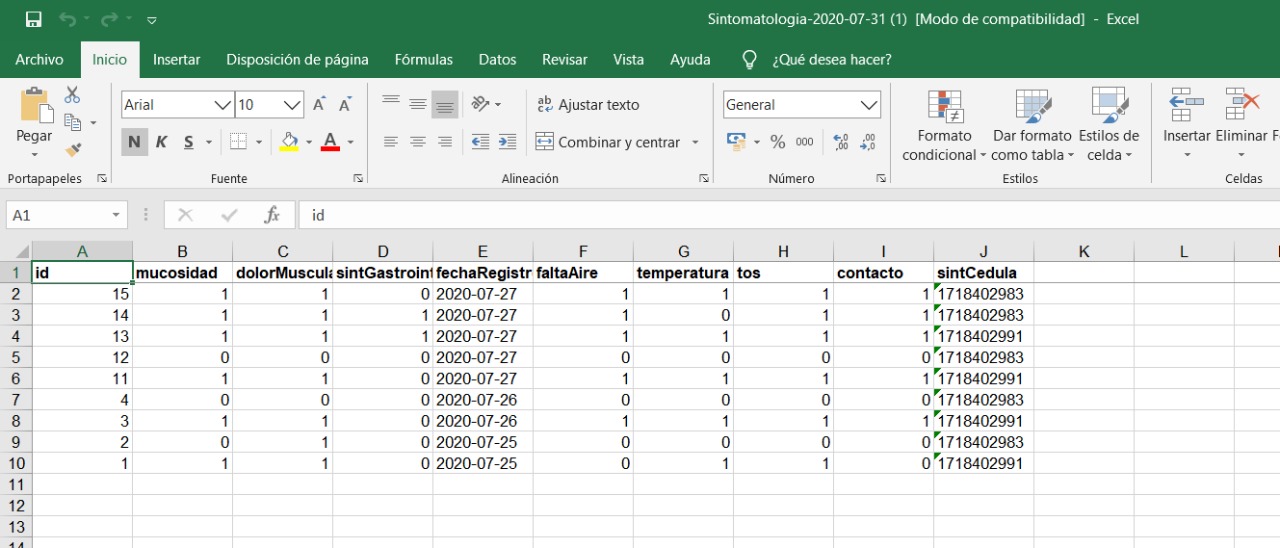 Sintomatologia-2020-07-31 (1) [Modo de compatibilidad] - Excel
Archivo Inicio Insertar Disposición de página Fórmulas Datos Revisar Vista Ayuda ¿Qué desea hacer?
Pegar
Arial 10 A A
N K S A
ab Ajustar texto
Combinar y centrar
General
% 000
Formato condicional
Dar formato como tabla
Estilos de celda
Insertar Eliminar F
Portapapeles Fuente Alineación Número Estilos Celdas
A1 fx id
A B C D E F G H I J K L
1 id mucosidad dolorMuscula sintGastroint fechaRegistr faltaAire temperatura tos contacto sintCedula
2 15 1 1 0 2020-07-27 1 1 1 1 1718402983
3 14 1 1 1 2020-07-27 1 0 1 1 1718402983
4 13 1 1 1 2020-07-27 1 1 1 1 1718402991
5 12 0 0 0 2020-07-27 0 0 0 0 1718402983
6 11 1 1 0 2020-07-27 1 1 1 1 1718402991
7 4 0 0 0 2020-07-26 0 0 0 0 1718402983
8 3 1 1 0 2020-07-26 1 1 1 1 1718402991
9 2 0 1 0 2020-07-25 0 0 0 0 1718402983
10 1 1 1 0 2020-07-25 0 1 1 0 1718402991
11
12
13
14